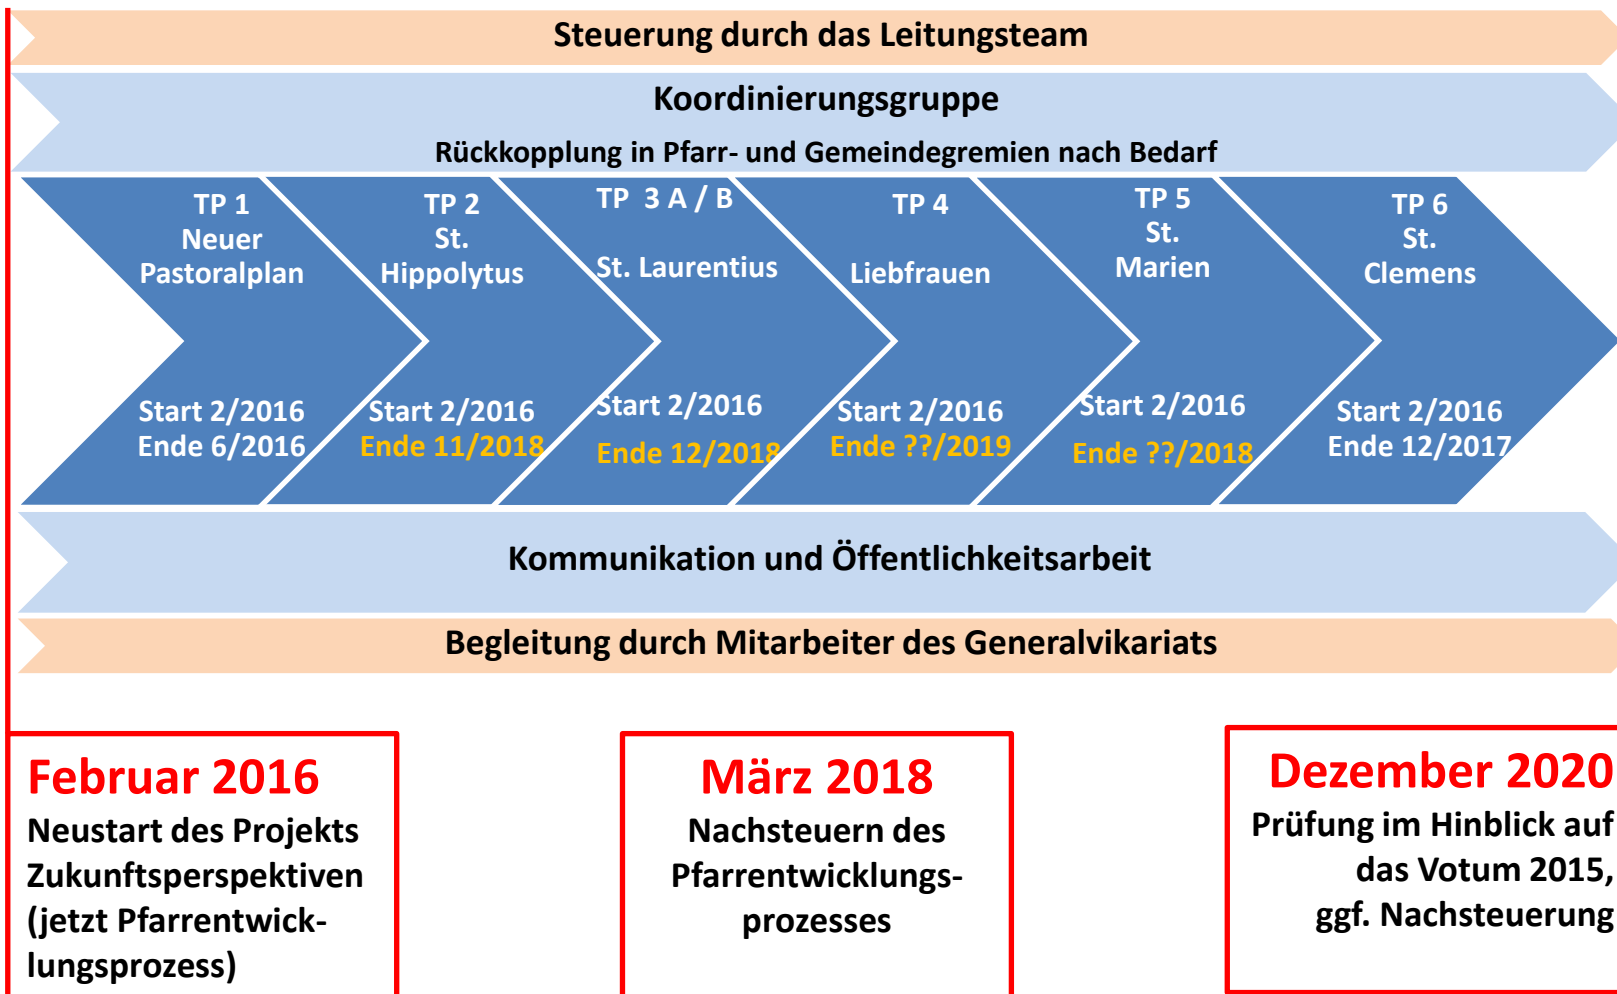 Steuerung durch das Leitungsteam
Koordinierungsgruppe
Rückkopplung in Pfarr- und Gemeindegremien nach Bedarf
TP 1
Neuer
Pastoralplan
Start 2/2016
Ende 6/2016
TP 2
St.
Hippolytus
Start 2/2016
Ende 11/2018
TP 3 A / B
St. Laurentius
Start 2/2016
Ende 12/2018
TP 4
Liebfrauen
Start 2/2016
Ende ??/2019
TP 5
St.
Marien
Start 2/2016
Ende ??/2018
TP 6
St.
Clemens
Start 2/2016
Ende 12/2017
Kommunikation und Öffentlichkeitsarbeit
Begleitung durch Mitarbeiter des Generalvikariats
Februar 2016
Neustart des Projekts
Zukunftsperspektiven
(jetzt Pfarrentwick-
lungsprozess)
März 2018
Nachsteuern des
Pfarrentwicklungs-
prozesses
Dezember 2020
Prüfung im Hinblick auf
das Votum 2015,
ggf. Nachsteuerung